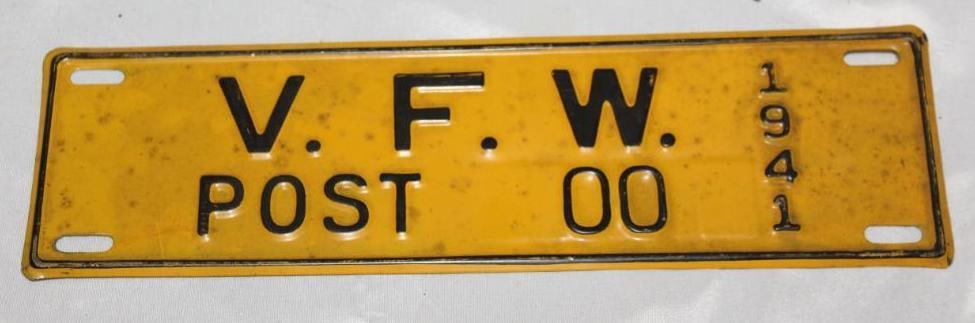 V. F. W.
POST 00
1941